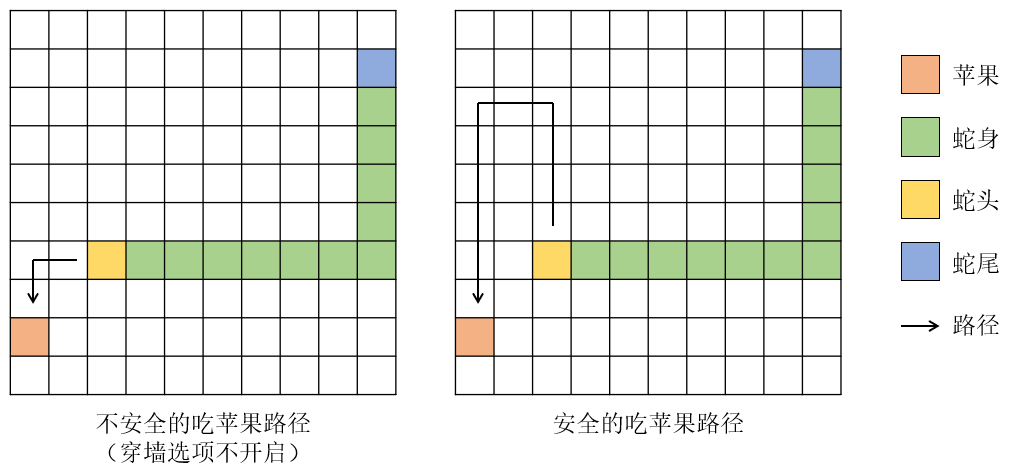 不安全的吃苹果路径
（穿墙选项不开启）
安全的吃苹果路径
苹果
蛇身
蛇头
蛇尾
路径